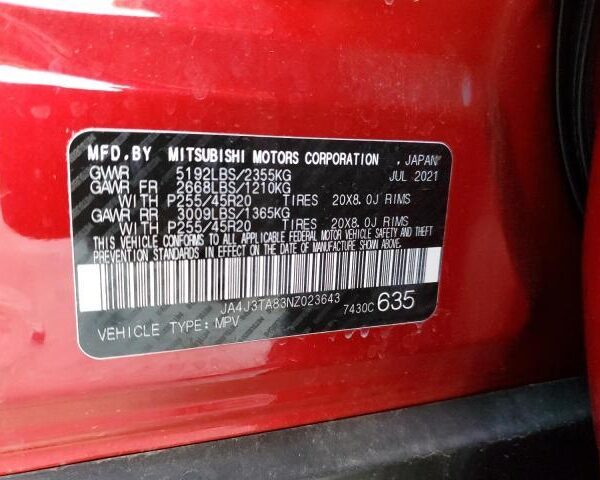 MFD.BY MITSUBISHI MOTORS CORPORATION , JAPAN
GVWR 5192LBS/2355KG JUL 2021
GAWR FR 2668LBS/1210KG
WITH P255/45R20 TIRES 20X8.0J RIMS
GAWR RR 3009LBS/1365KG
WITH P255/45R20 TIRES 20X8.0J RIMS
THIS VEHICLE CONFORMS TO ALL APPLICABLE FEDERAL MOTOR VEHICLE SAFETY AND THEFT
PREVENTION STANDARDS IN EFFECT ON THE DATE OF MANUFACTURE SHOWN ABOVE.
JA4J3TA83NZ023643
7430C 635
VEHICLE TYPE: MPV